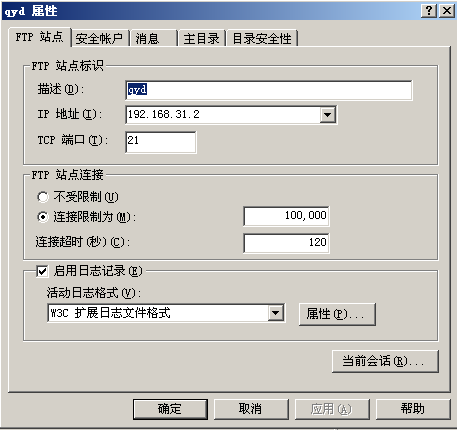 qyd 属性
FTP 站点 安全帐户 消息 主目录 目录安全性
FTP 站点标识
描述(D): qyd
IP 地址(I): 192.168.31.2
TCP 端口(T): 21
FTP 站点连接
不受限制(U)
连接限制为(M): 100,000
连接超时(秒)(C): 120
启用日志记录(E)
活动日志格式(V):
W3C 扩展日志文件格式 属性(P)...
当前会话(R)...
确定 取消 应用(A) 帮助